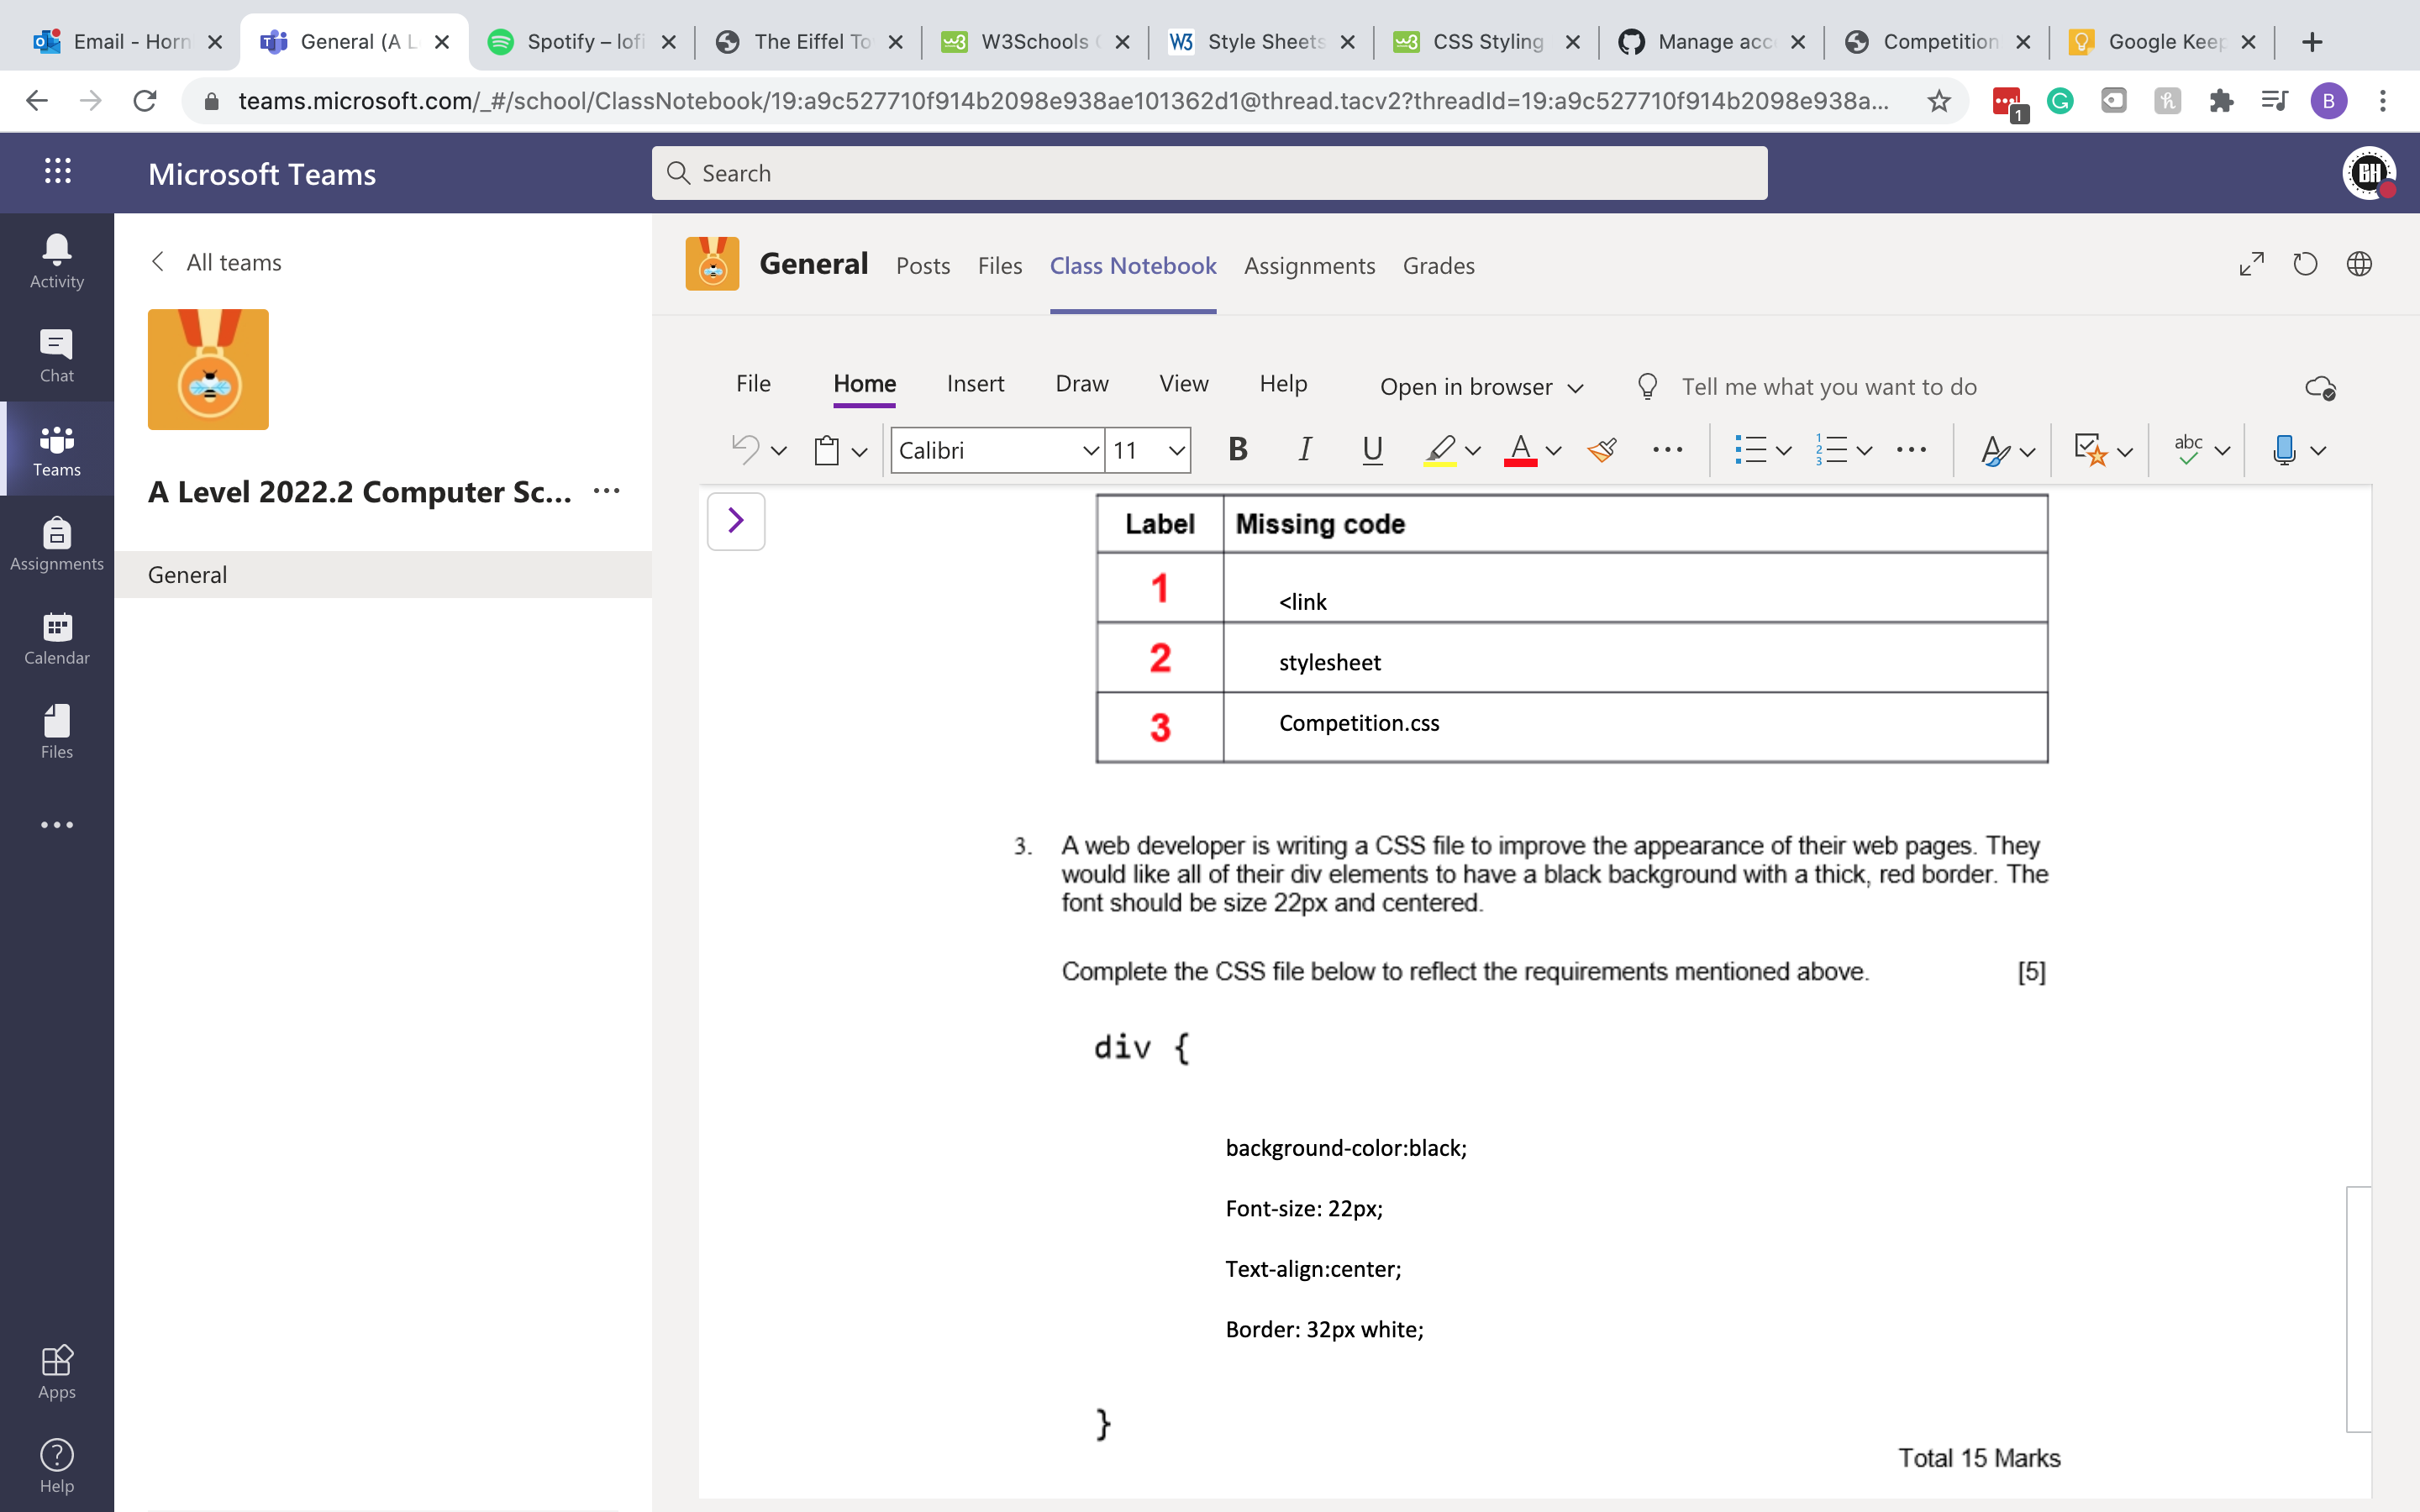 Email - Horn
General (A L
Spotify – lofi
The Eiffel To
W3Schools
Style Sheets
CSS Styling
Manage acc
Competition
Google Keep
teams.microsoft.com/_#/school/ClassNotebook/19:a9c527710f914b2098e938ae101362d1@thread.tacv2?threadId=19:a9c527710f914b2098e938a...
1
B
Microsoft Teams
Search
GH
Activity
Chat
Teams
Assignments
Calendar
Files
Apps
Help
All teams
A Level 2022.2 Computer Sc...
General
General
Posts
Files
Class Notebook
Assignments
Grades
File
Home
Insert
Draw
View
Help
Open in browser
Tell me what you want to do
Calibri
11
B
I
U
A
abc
Label Missing code
1 <link
2 stylesheet
3 Competition.css
3. A web developer is writing a CSS file to improve the appearance of their web pages. They
would like all of their div elements to have a black background with a thick, red border. The
font should be size 22px and centered.
Complete the CSS file below to reflect the requirements mentioned above. [5]
div {
background-color:black;
Font-size: 22px;
Text-align:center;
Border: 32px white;
}
Total 15 Marks